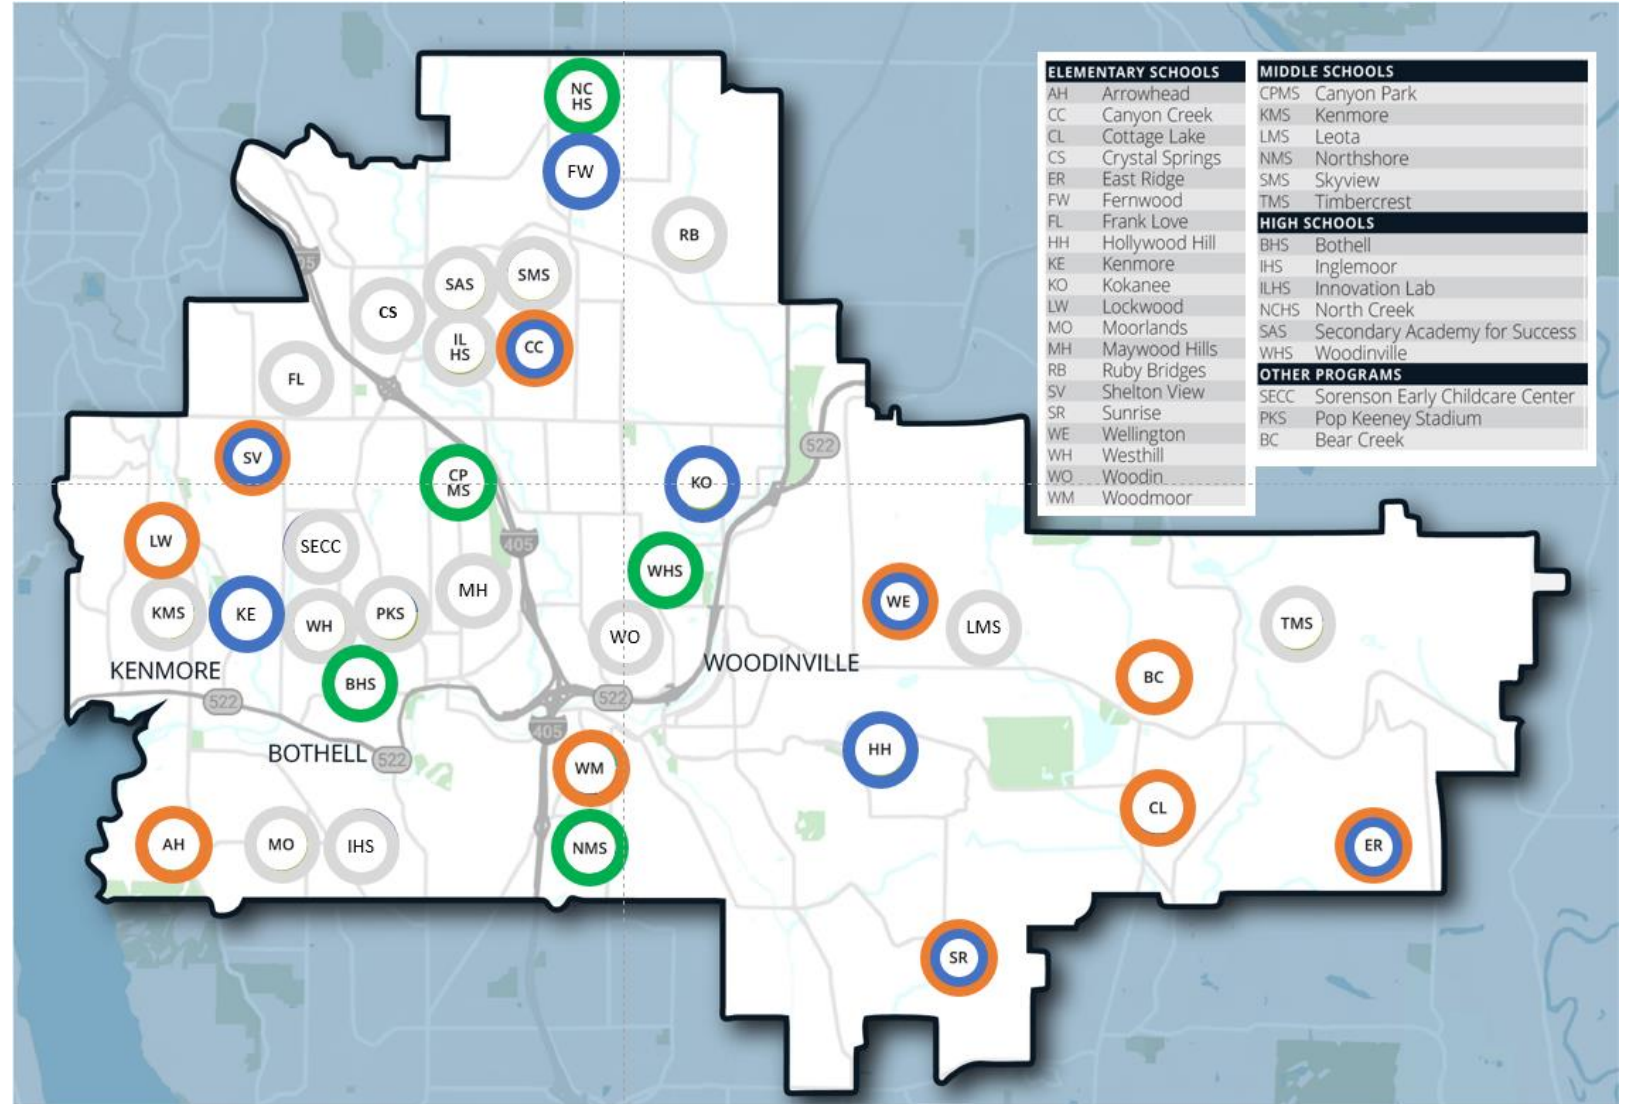 NC
HS
FW
RB
SAS
SMS
CS
IL
HS
CC
FL
522
SV
CP
MS
KO
LW
SECC
405
WHS
MH
WE
KMS
KE
WH
PKS
WO
LMS
TMS
KENMORE
WOODINVILLE
BHS
BC
522
522
405
BOTHELL
522
HH
WM
CL
AH
MO
IHS
NMS
ER
SR
ELEMENTARY SCHOOLS
AH Arrowhead
CC Canyon Creek
CL Cottage Lake
CS Crystal Springs
ER East Ridge
FW Fernwood
FL Frank Love
HH Hollywood Hill
KE Kenmore
KO Kokanee
LW Lockwood
MO Moorlands
MH Maywood Hills
RB Ruby Bridges
SV Shelton View
SR Sunrise
WE Wellington
WH Westhill
WO Woodin
WM Woodmoor
MIDDLE SCHOOLS
CPMS Canyon Park
KMS Kenmore
LMS Leota
NMS Northshore
SMS Skyview
TMS Timbercrest
HIGH SCHOOLS
BHS Bothell
IHS Inglemoor
ILHS Innovation Lab
NCHS North Creek
SAS Secondary Academy for Success
WHS Woodinville
OTHER PROGRAMS
SECC Sorenson Early Childcare Center
PKS Pop Keeney Stadium
BC Bear Creek